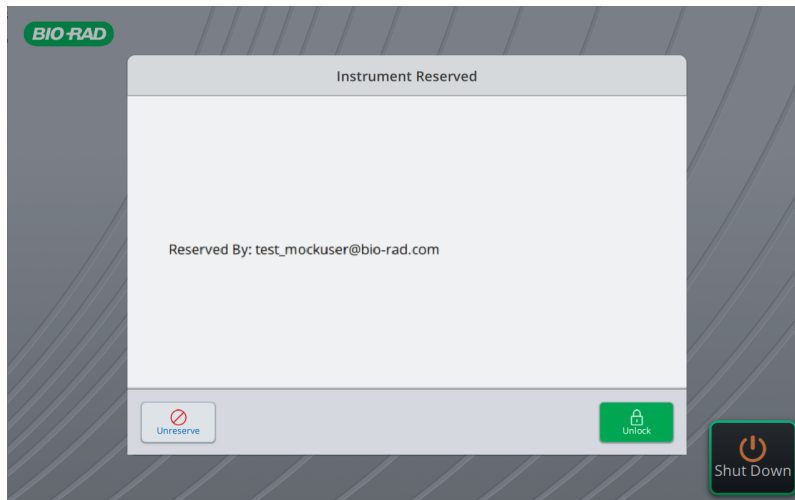 BIO-RAD
Instrument Reserved
Reserved By: test_mockuser@bio-rad.com
Unreserve
Unlock
Shut Down